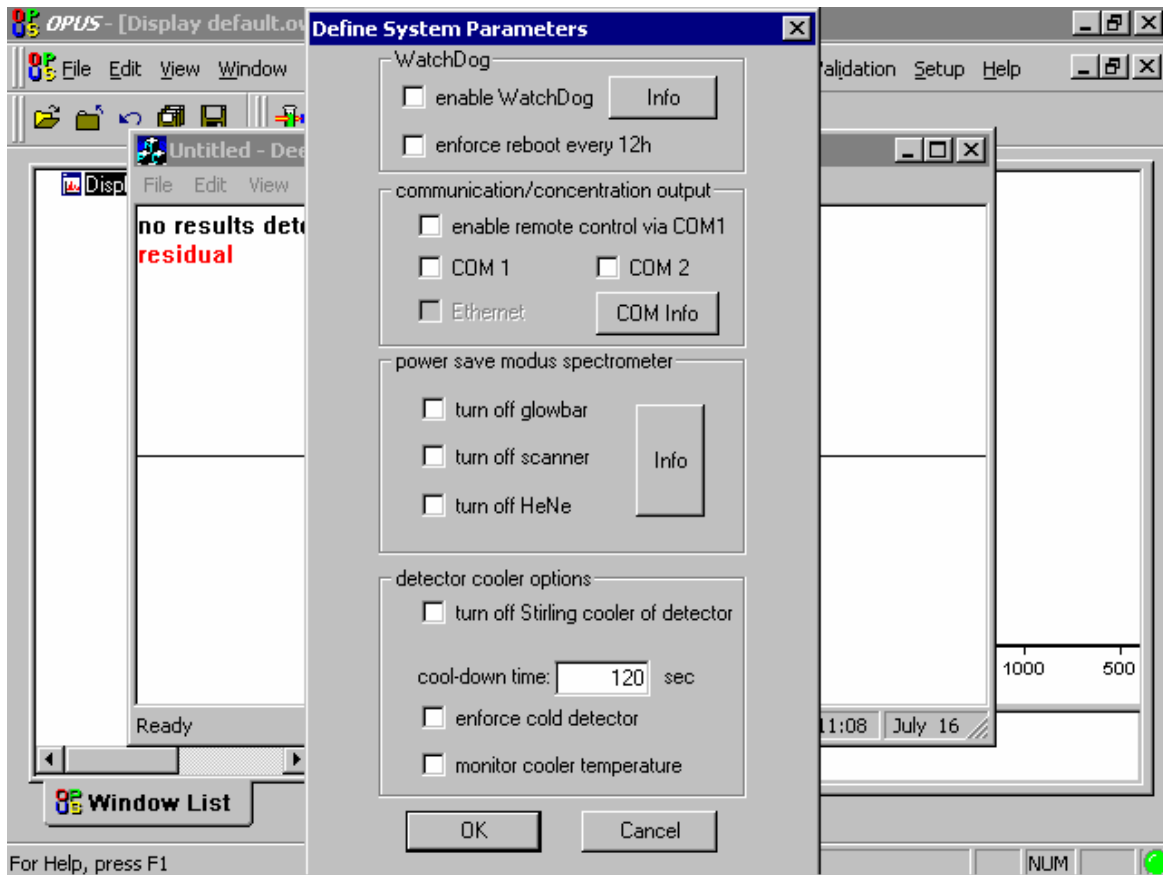 OPUS - [Display default.ov
File Edit View Window
alidation Setup Help
Define System Parameters
WatchDog
enable WatchDog
Info
enforce reboot every 12h
communication/concentration output
enable remote control via COM1
COM 1
COM 2
Ethernet
COM Info
power save modus spectrometer
turn off glowbar
turn off scanner
Info
turn off HeNe
detector cooler options
turn off Stirling cooler of detector
cool-down time: 120 sec
enforce cold detector
monitor cooler temperature
OK
Cancel
Untitled - Dee
File Edit View
no results dete
residual
Ready
11:08
July 16
Displ
1000
500
Window List
For Help, press F1
NUM